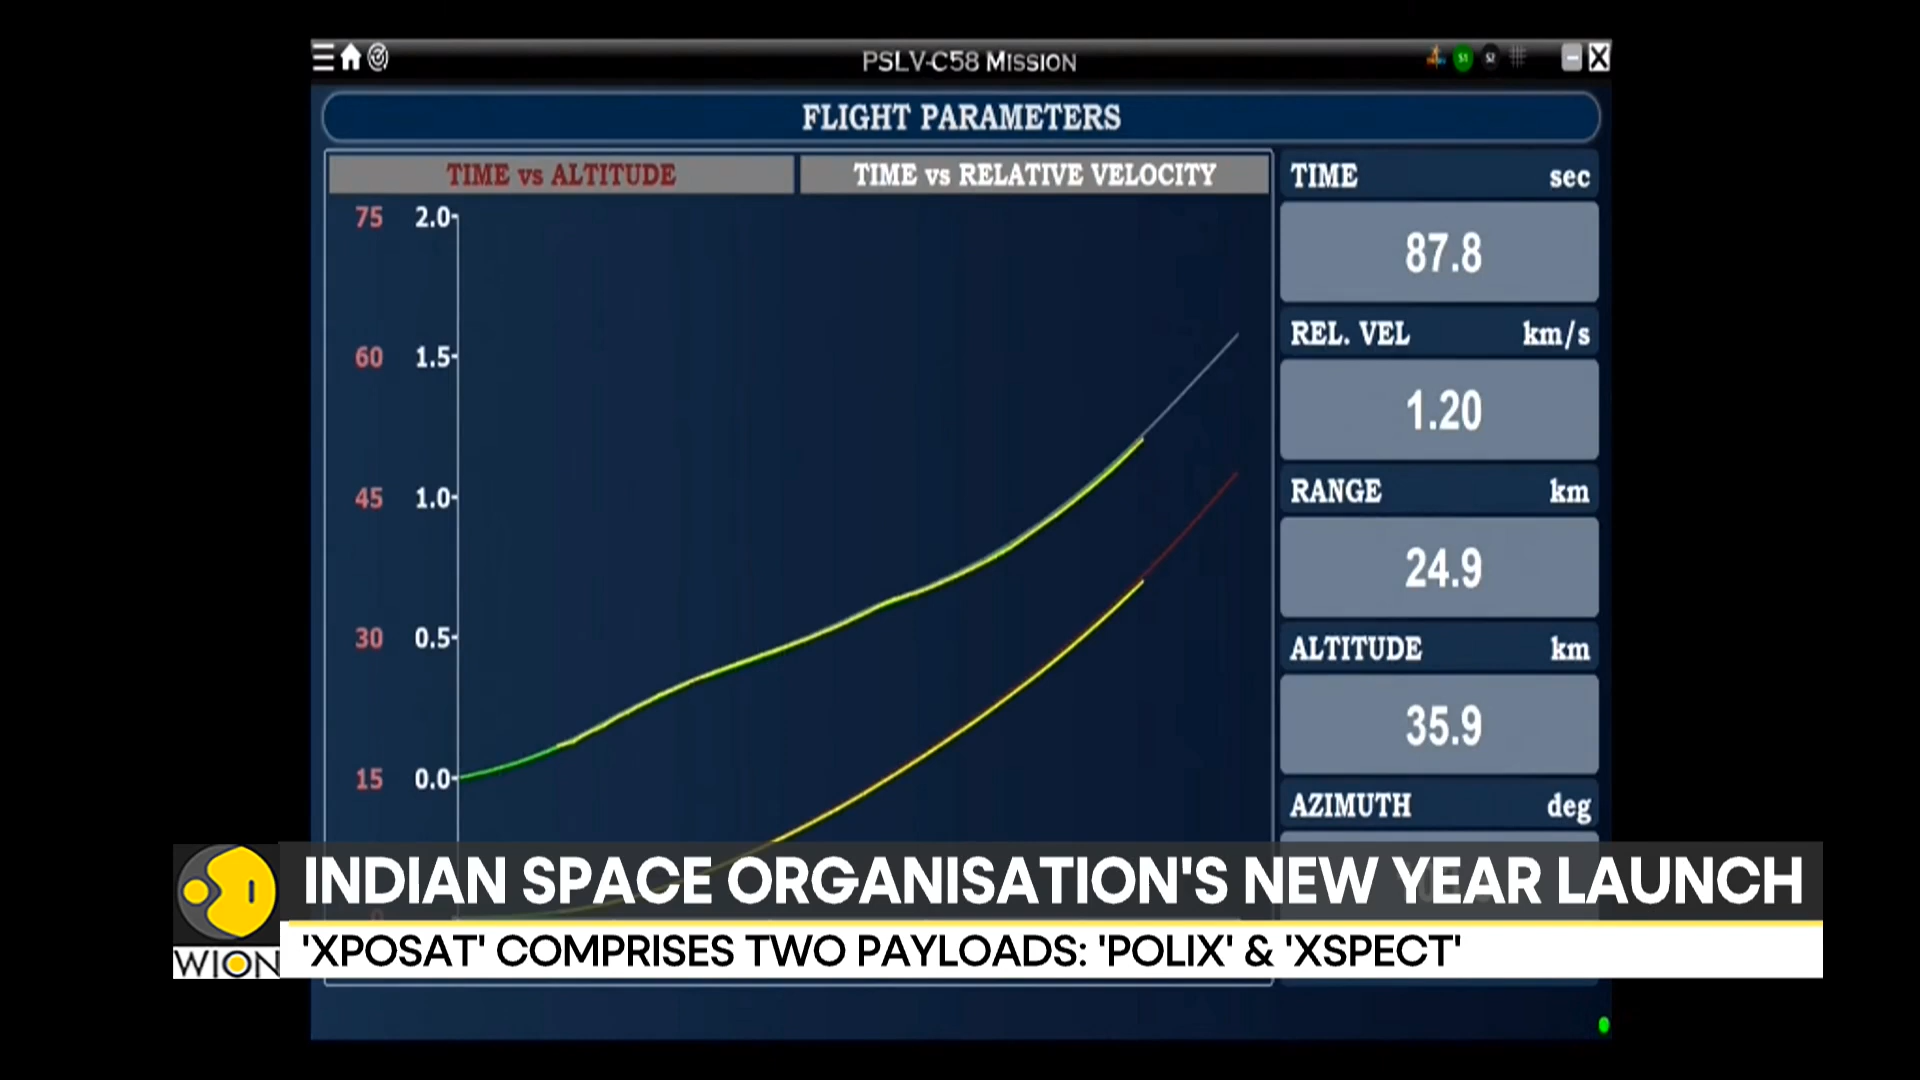 PSLV-C58 MISSION
S1
S2
FLIGHT PARAMETERS
TIME vs ALTITUDE
TIME vs RELATIVE VELOCITY
75 2.0
60 1.5
45 1.0
30 0.5
15 0.0
0
TIME sec
87.8
REL. VEL km/s
1.20
RANGE km
24.9
ALTITUDE km
35.9
AZIMUTH deg
INDIAN SPACE ORGANISATION'S NEW YEAR LAUNCH
'XPOSAT' COMPRISES TWO PAYLOADS: 'POLIX' & 'XSPECT'
WION